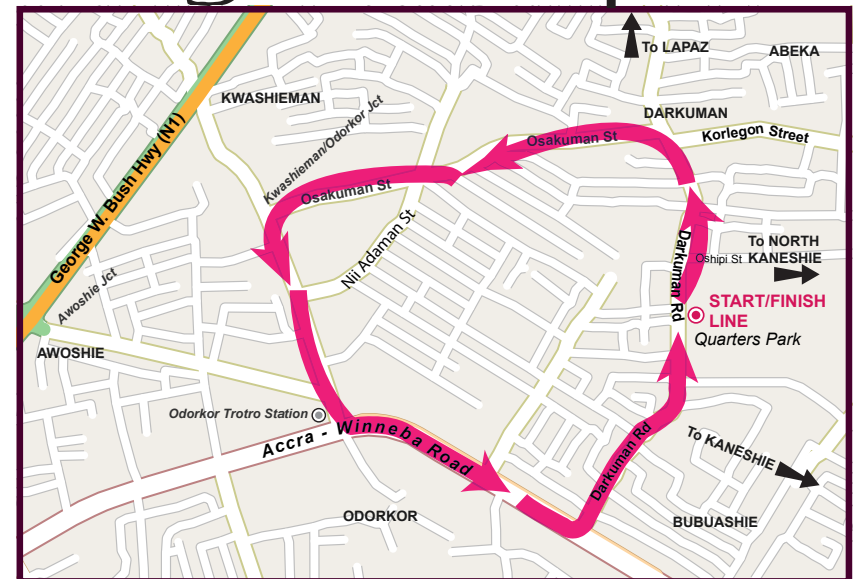 To LAPAZ
ABEKA
KWASHIEMAN
DARKUMAN
Kwashieman/Odorkor Jct
Osakuman St
Korlegon Street
George W. Bush Hwy (N1)
Osakuman St
Nii Adaman St
Darkuman Rd
To NORTH
KANESHIE
Oshipi St
Awoshie Jct
START/FINISH
LINE
Quarters Park
AWOSHIE
Odorkor Trotro Station
Accra - Winneba Road
Darkuman Rd
To KANESHIE
ODORKOR
BUBUASHIE